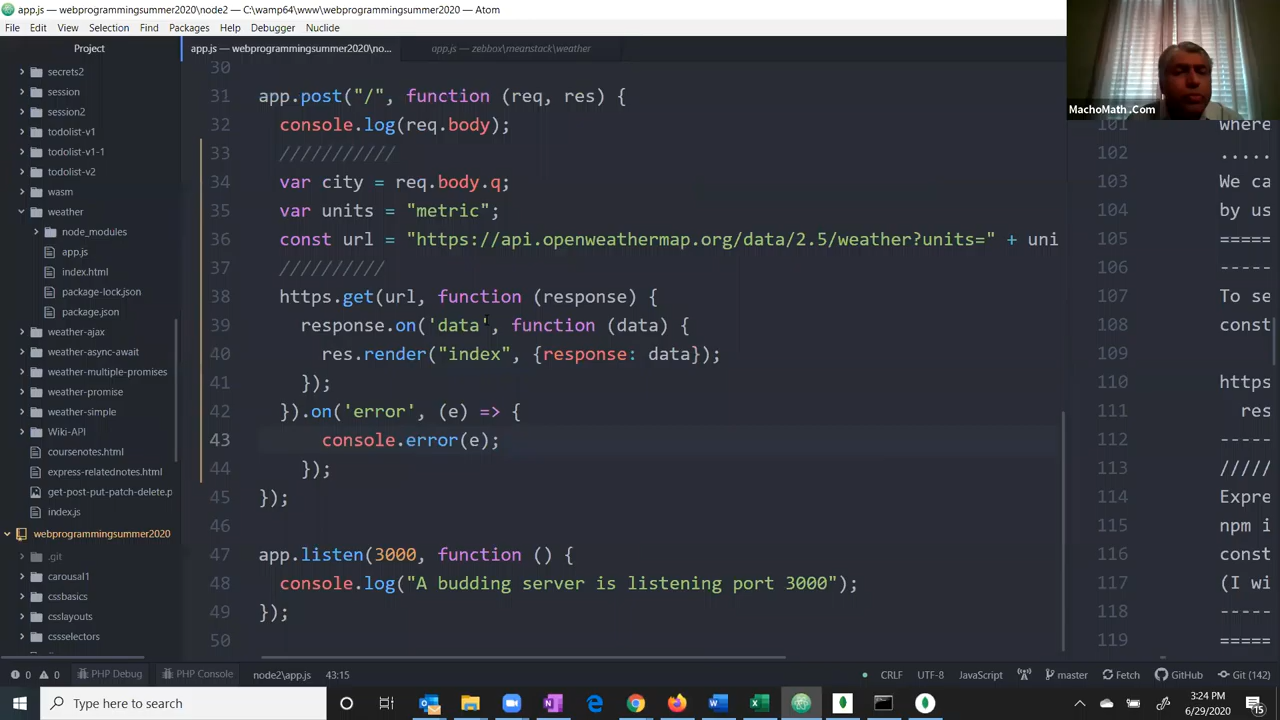 app.js — webprogrammingsummer2020\node2 — C:\wamp64\www\webprogrammingsummer2020 — Atom
File Edit View Selection Find Packages Help Debugger Nuclide
Project
secrets2
session
session2
todolist-v1
todolist-v1-1
todolist-v2
wasm
weather
node_modules
app.js
index.html
package-lock.json
package.json
weather-ajax
weather-async-await
weather-multiple-promises
weather-promise
weather-simple
Wiki-API
coursenotes.html
express-relatednotes.html
get-post-put-patch-delete.p
index.js
webprogrammingsummer2020
.git
carousal1
cssbasics
csslayouts
cssselectors
app.js — webprogrammingsummer2020\no...
app.js — zebbox\meanstack\weather
30
31 app.post("/", function (req, res) {
32 console.log(req.body);
33 ///////////
34 var city = req.body.q;
35 var units = "metric";
36 const url = "https://api.openweathermap.org/data/2.5/weather?units=" + uni
37 //////////
38 https.get(url, function (response) {
39 response.on('data', function (data) {
40 res.render("index", {response: data});
41 });
42 }).on('error', (e) => {
43 console.error(e);
44 });
45 });
46
47 app.listen(3000, function () {
48 console.log("A budding server is listening port 3000");
49 });
50
MachoMath .Com
101 where
102 .....
103 We ca
104 by us
105 =====
106 -----
107 To se
108 const
109
110 https
111 res
112 -----
113 /////
114 Expre
115 npm i
116 const
117 (I wi
118 -----
119 =====
0 0 PHP Debug PHP Console node2\app.js 43:15
CRLF UTF-8 JavaScript master Fetch GitHub Git (142)
Type here to search
3:24 PM
6/29/2020
15